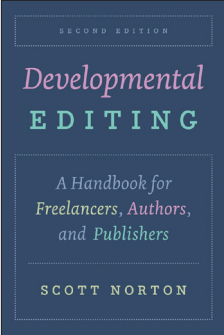 SECOND EDITION
Developmental
EDITING
A Handbook for
Freelancers, Authors,
and Publishers
SCOTT NORTON